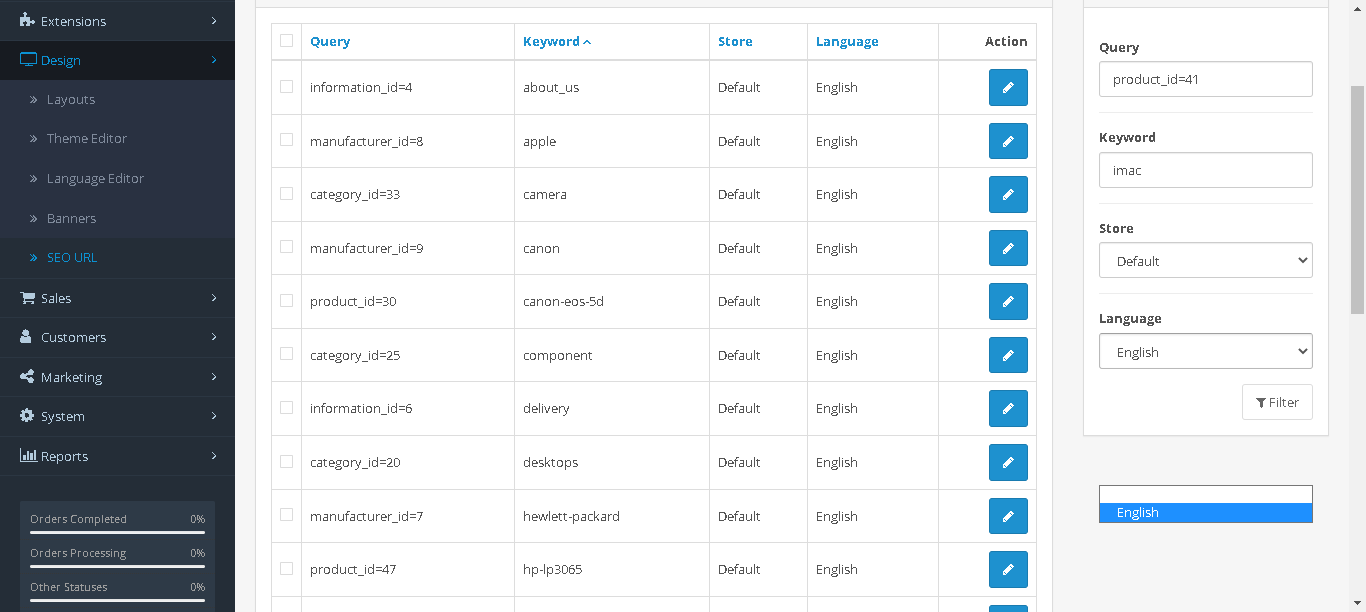 Extensions
Design
Layouts
Theme Editor
Language Editor
Banners
SEO URL
Sales
Customers
Marketing
System
Reports
Orders Completed 0%
Orders Processing 0%
Other Statuses 0%
Query Keyword Store Language Action
information_id=4 about_us Default English
manufacturer_id=8 apple Default English
category_id=33 camera Default English
manufacturer_id=9 canon Default English
product_id=30 canon-eos-5d Default English
category_id=25 component Default English
information_id=6 delivery Default English
category_id=20 desktops Default English
manufacturer_id=7 hewlett-packard Default English
product_id=47 hp-lp3065 Default English
Query
product_id=41
Keyword
imac
Store
Default
Language
English
Filter
English